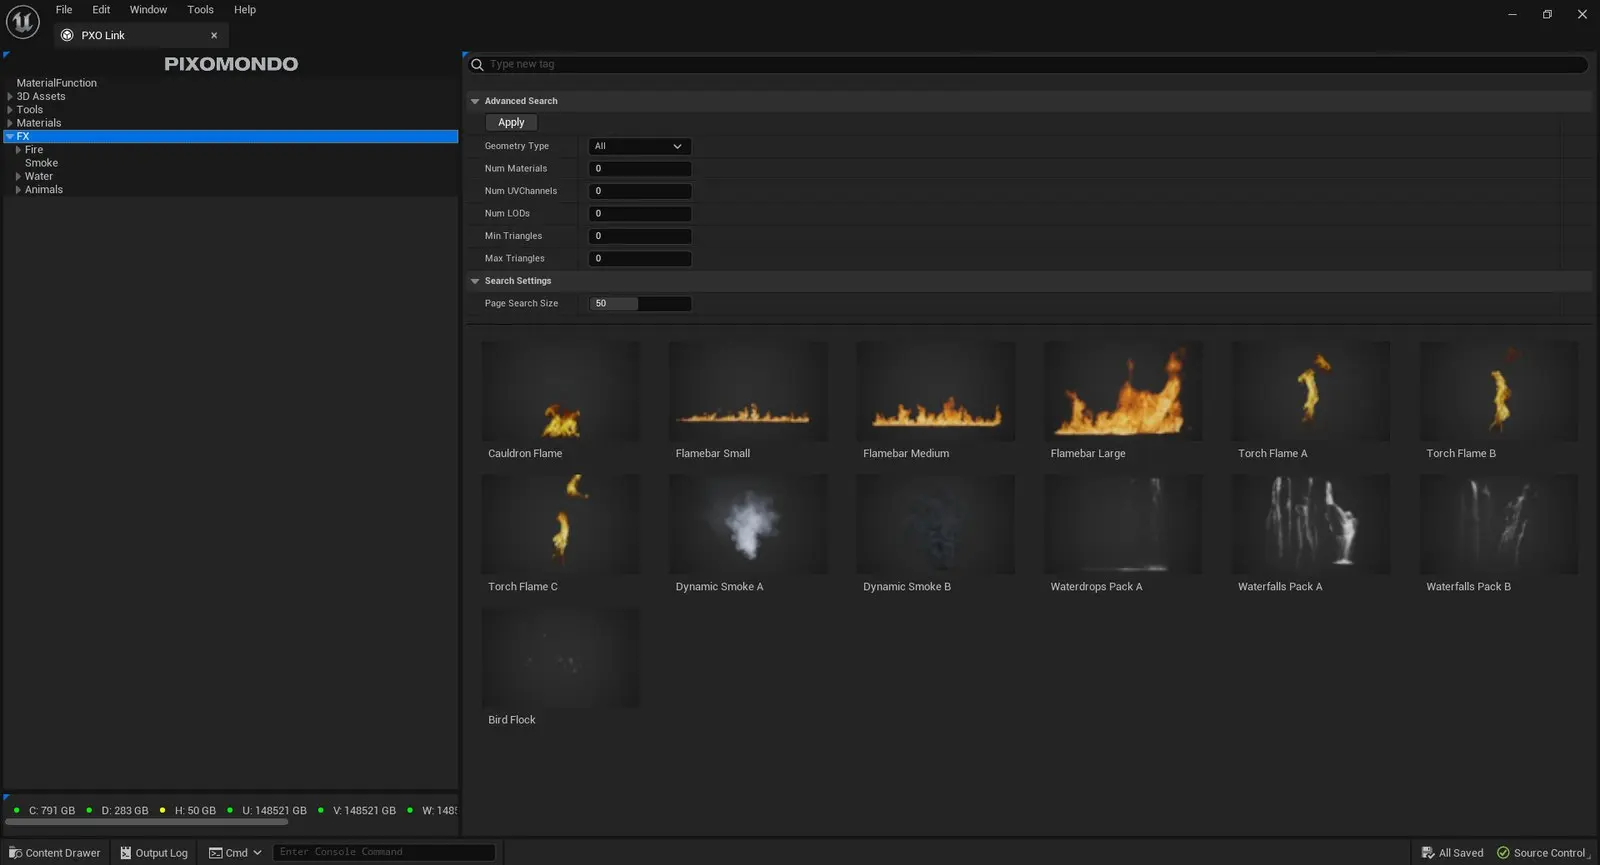 File Edit Window Tools Help
PXO Link
PIXOMONDO
MaterialFunction
3D Assets
Tools
Materials
FX
Fire
Smoke
Water
Animals
Type new tag
Advanced Search
Apply
Geometry Type All
Num Materials 0
Num UVChannels 0
Num LODs 0
Min Triangles 0
Max Triangles 0
Search Settings
Page Search Size 50
Cauldron Flame Flamebar Small Flamebar Medium Flamebar Large Torch Flame A Torch Flame B
Torch Flame C Dynamic Smoke A Dynamic Smoke B Waterdrops Pack A Waterfalls Pack A Waterfalls Pack B
Bird Flock
C: 791 GB D: 283 GB H: 50 GB U: 148521 GB V: 148521 GB W: 1485
Content Drawer Output Log Cmd Enter Console Command All Saved Source Control